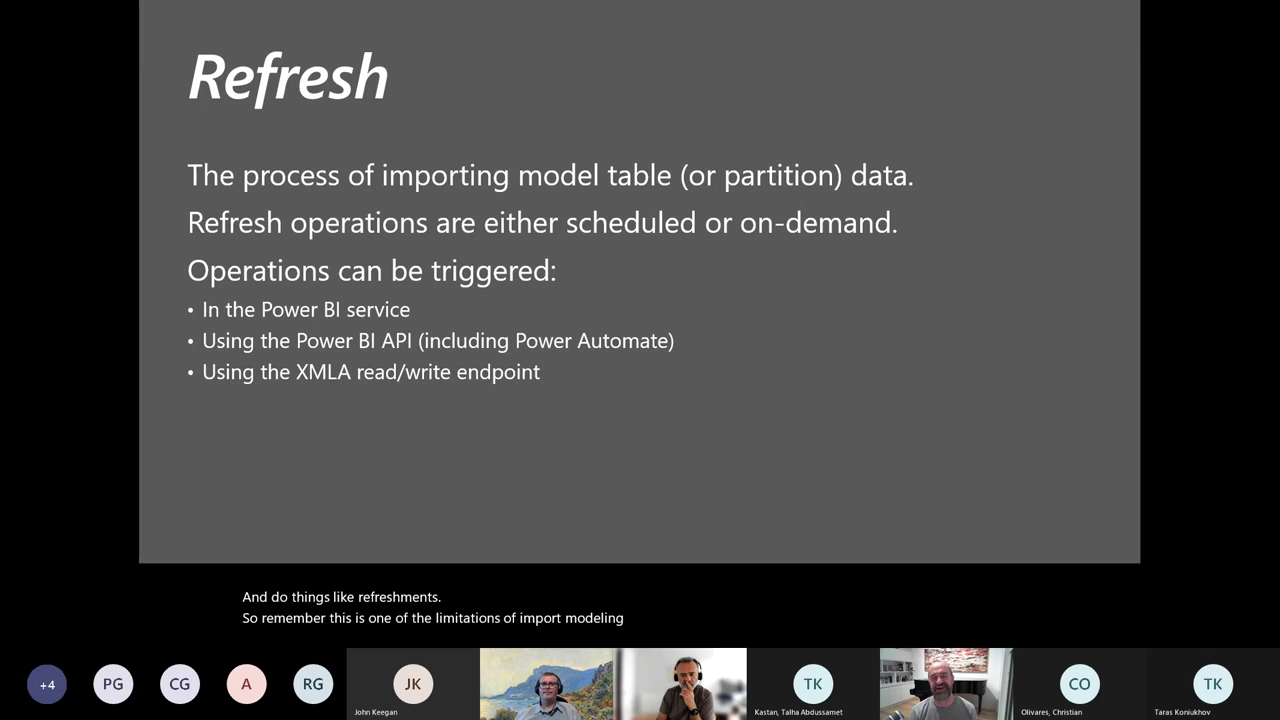 Refresh
The process of importing model table (or partition) data.
Refresh operations are either scheduled or on-demand.
Operations can be triggered:
• In the Power BI service
• Using the Power BI API (including Power Automate)
• Using the XMLA read/write endpoint
And do things like refreshments.
So remember this is one of the limitations of import modeling
+4 PG CG A RG JK TK CO TK
John Keegan Kastan, Talha Abdussamet Olivares, Christian Taras Koniukhov